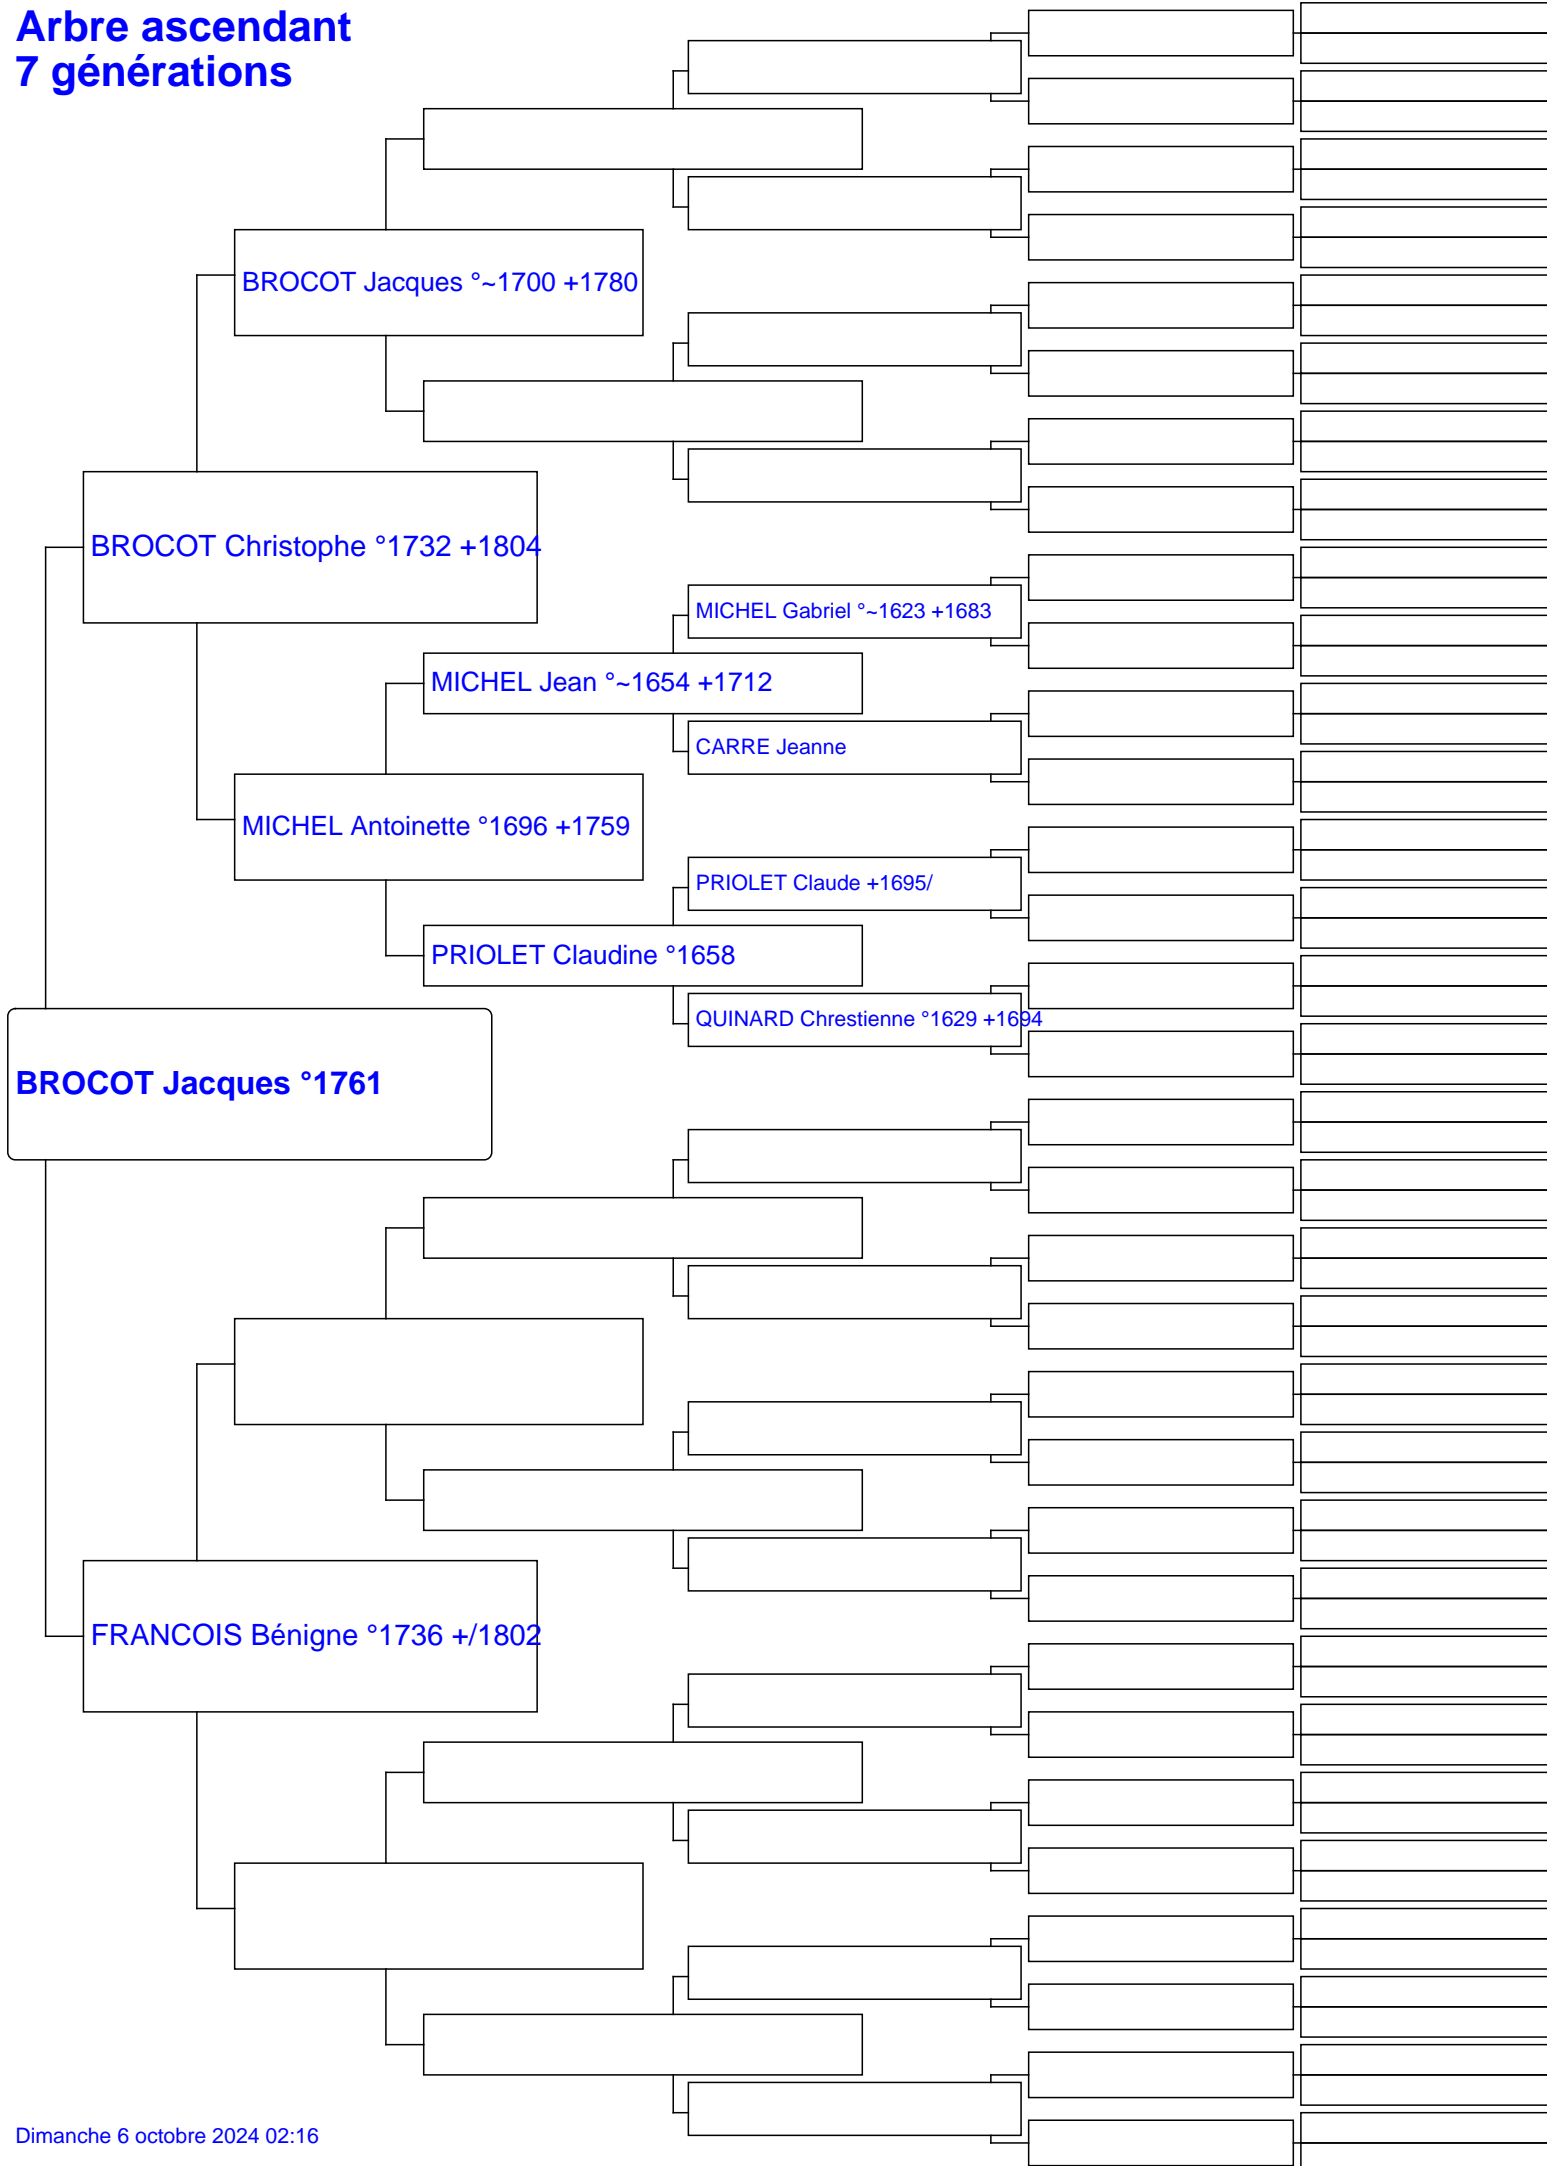 Arbre ascendant
7 générations
BROCOT Jacques °~1700 +1780
BROCOT Christophe °1732 +1804
MICHEL Gabriel °~1623 +1683
MICHEL Jean °~1654 +1712
CARRE Jeanne
MICHEL Antoinette °1696 +1759
PRIOLET Claude +1695/
PRIOLET Claudine °1658
QUINARD Chrestienne °1629 +1694
BROCOT Jacques °1761
FRANCOIS Bénigne °1736 +/1802
Dimanche 6 octobre 2024 02:16